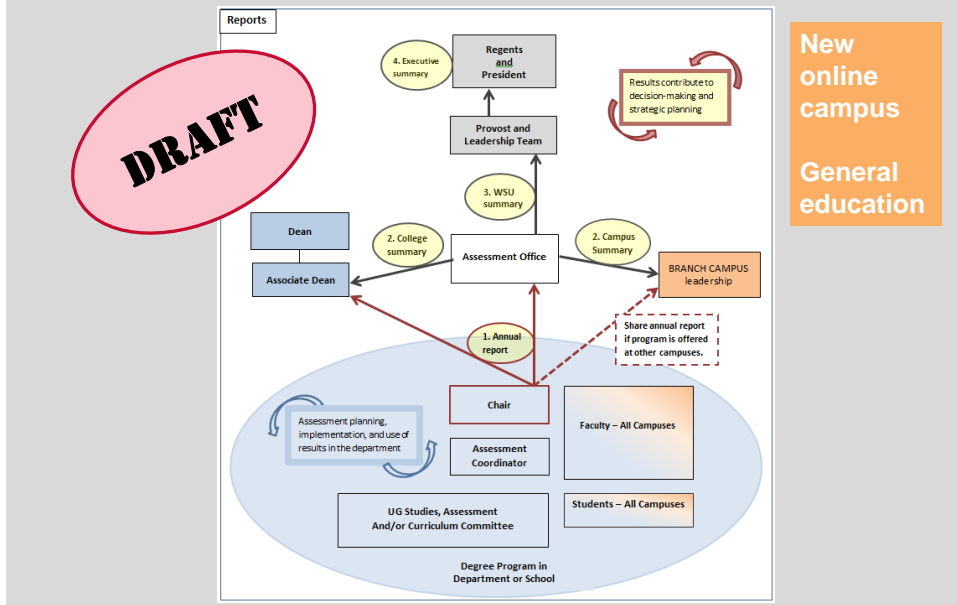 Reports
DRAFT
New
online
campus
General
education
4. Executive
summary
Regents
and
President
Results contribute to
decision-making and
strategic planning
Provost and
Leadership Team
3. WSU
summary
Dean
2. College
summary
Assessment Office
2. Campus
Summary
Associate Dean
BRANCH CAMPUS
leadership
1. Annual
report
Share annual report
if program is offered
at other campuses.
Chair
Faculty – All Campuses
Assessment planning,
implementation, and use of
results in the department
Assessment
Coordinator
UG Studies, Assessment
And/or Curriculum Committee
Students – All Campuses
Degree Program in
Department or School